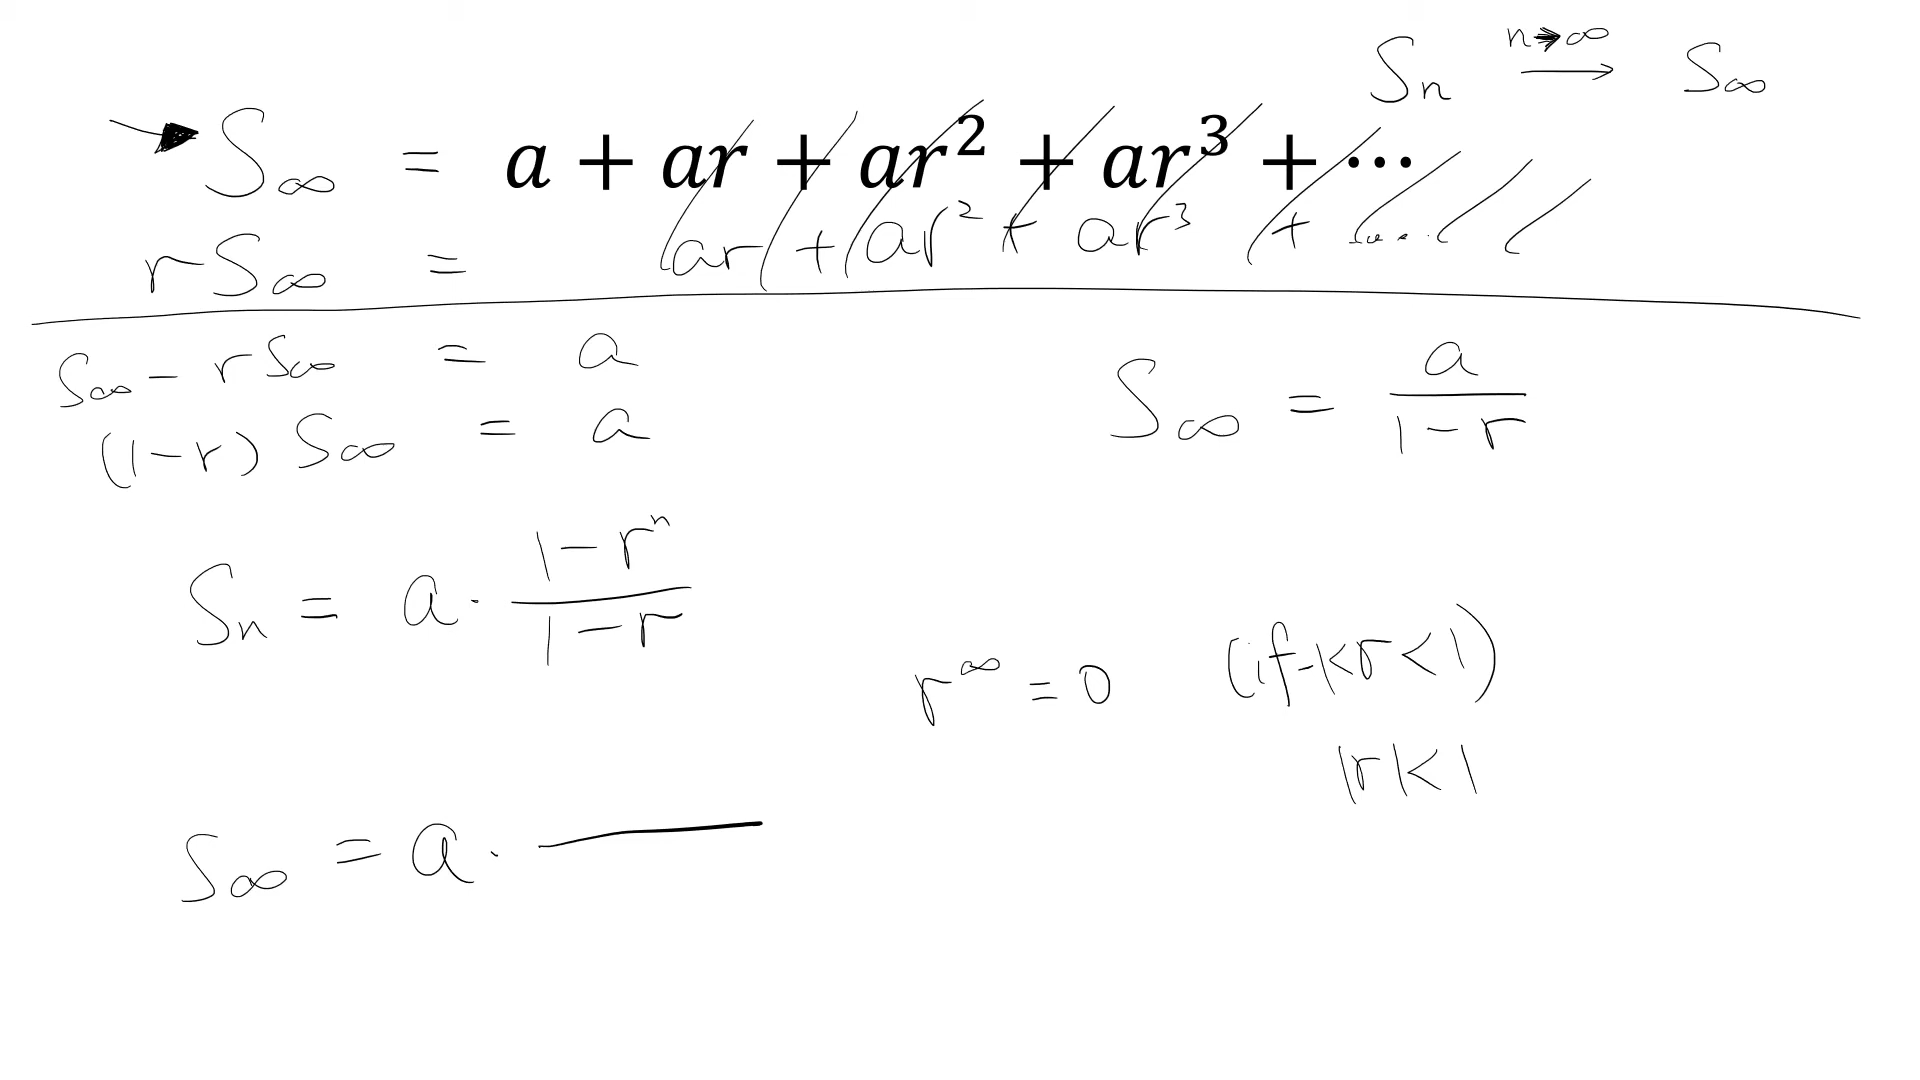 Sₙ n→∞ ⟶ S∞
S∞ = a + ar + ar² + ar³ + ⋯
rS∞ = ar + ar² + ar³ + ....
S∞ - rS∞ = a
(1-r) S∞ = a
S∞ = a/(1-r)
Sₙ = a · (1-rⁿ)/(1-r)
r^∞ = 0 (if -1<r<1)
|r|<1
S∞ = a ·